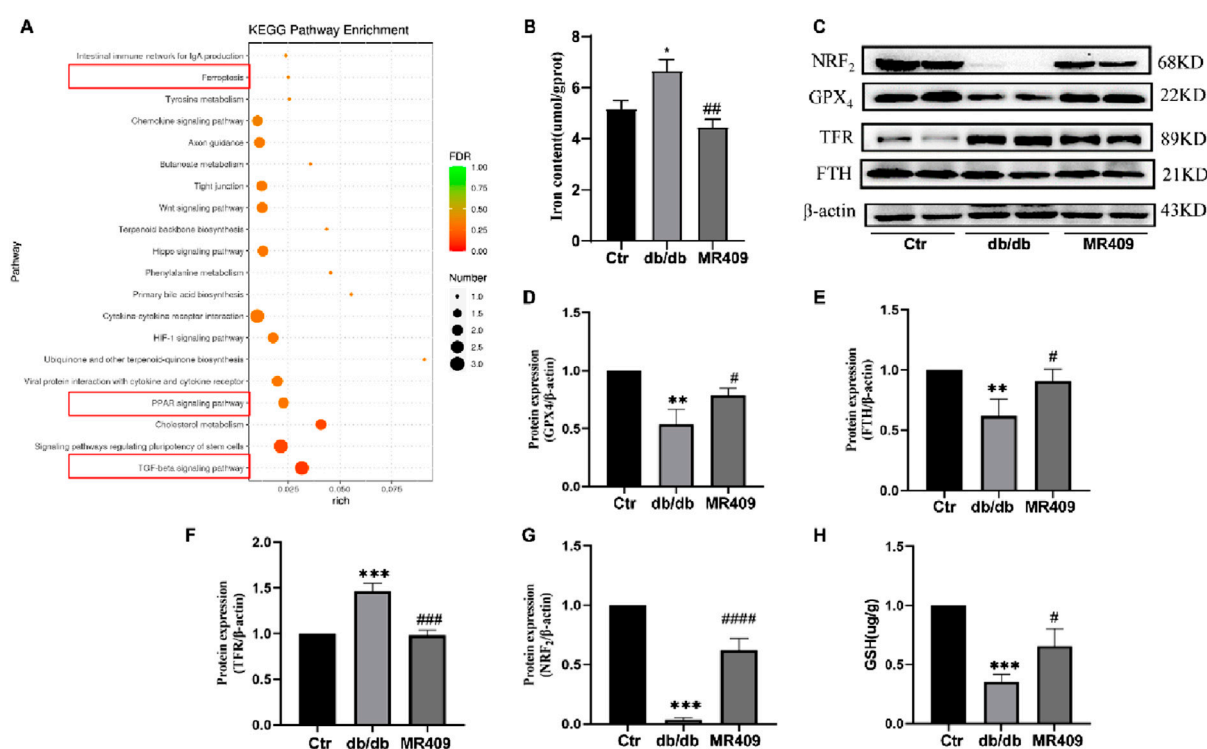 A
KEGG Pathway Enrichment
Pathway
Intestinal immune network for IgA production
Ferroptosis
Tyrosine metabolism
Chemokine signaling pathway
Axon guidance
Butanoate metabolism
Tight junction
Wnt signaling pathway
Terpenoid backbone biosynthesis
Hippo signaling pathway
Phenylalanine metabolism
Primary bile acid biosynthesis
Cytokine-cytokine receptor interaction
HIF-1 signaling pathway
Ubiquinone and other terpenoid-quinone biosynthesis
Viral protein interaction with cytokine and cytokine receptor
PPAR signaling pathway
Cholesterol metabolism
Signaling pathways regulating pluripotency of stem cells
TGF-beta signaling pathway
0.025 0.050 0.075
rich
FDR
1.00
0.75
0.50
0.25
0.00
Number
1.0
1.5
2.0
2.5
3.0
B
Iron content(umol/gprot)
8
6
4
2
0
*
##
Ctr db/db MR409
C
NRF2 68KD
GPX4 22KD
TFR 89KD
FTH 21KD
β-actin 43KD
Ctr db/db MR409
D
Protein expression
(GPX4/β-actin)
1.5
1.0
0.5
0.0
**
#
Ctr db/db MR409
E
Protein expression
(FTH/β-actin)
1.5
1.0
0.5
0.0
**
#
Ctr db/db MR409
F
Protein expression
(TFR/β-actin)
2.0
1.5
1.0
0.5
0.0
***
###
Ctr db/db MR409
G
Protein expression
(NRF2/β-actin)
1.5
1.0
0.5
0.0
***
####
Ctr db/db MR409
H
GSH(ug/g)
1.5
1.0
0.5
0.0
***
#
Ctr db/db MR409